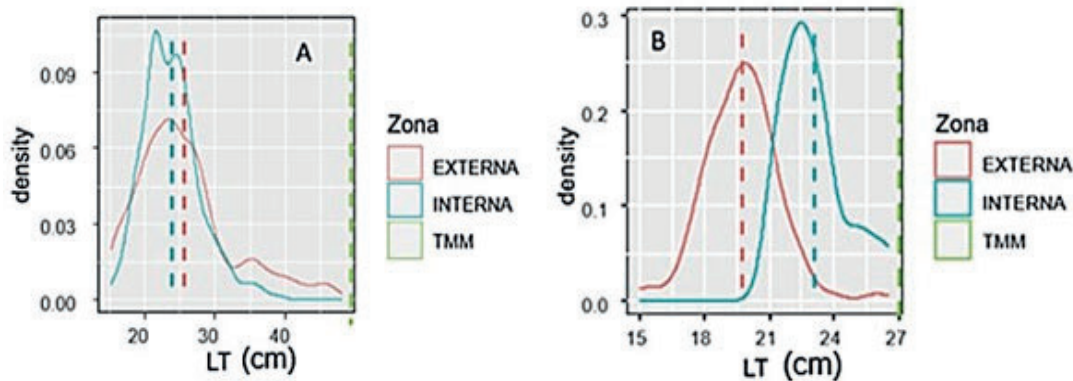 A
density
0.09
0.06
0.03
0.00
20
30
40
LT (cm)
Zona
EXTERNA
INTERNA
TMM
B
density
0.3
0.2
0.1
0.0
15
18
21
24
27
LT (cm)
Zona
EXTERNA
INTERNA
TMM